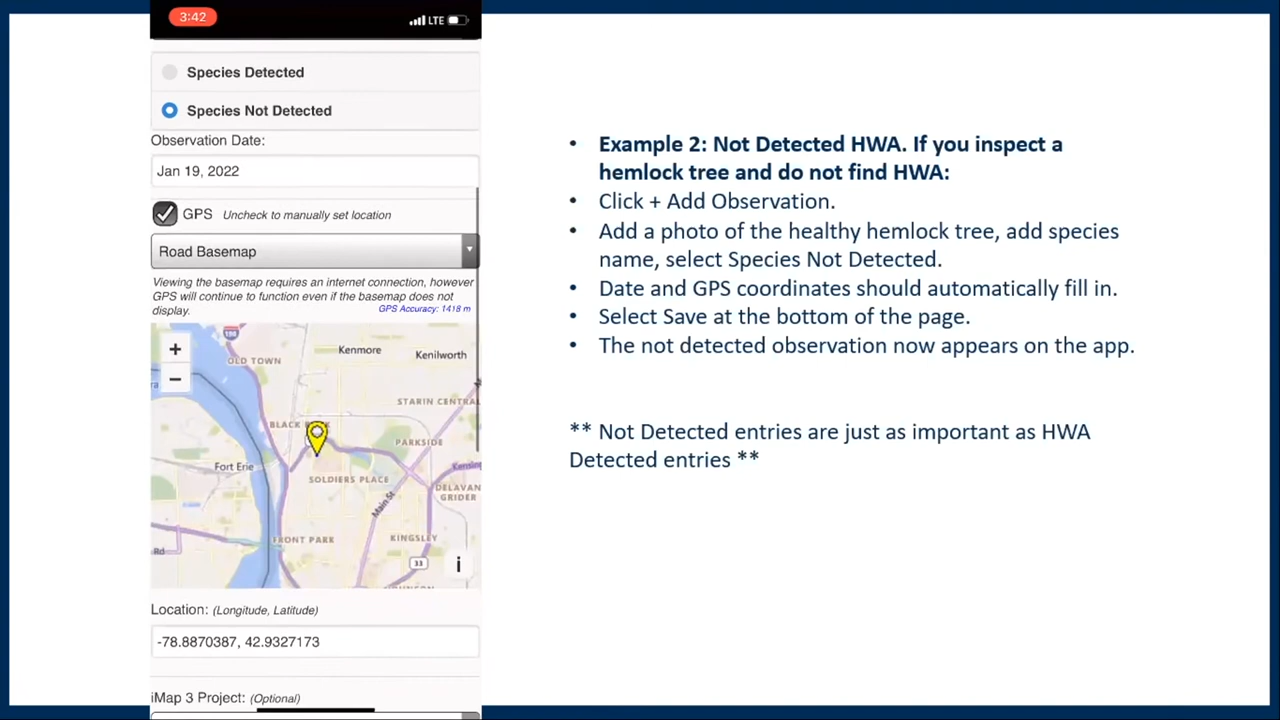 3:42
LTE
Species Detected
Species Not Detected
Observation Date:
Jan 19, 2022
GPS Uncheck to manually set location
Road Basemap
Viewing the basemap requires an internet connection, however
GPS will continue to function even if the basemap does not
display.
GPS Accuracy: 1418 m
+
−
190
OLD TOWN
Kenmore
Kenilworth
STARIN CENTRAL
BLACK
PARKSIDE
Fort Erie
SOLDIERS PLACE
Main St
DELAVAN
GRIDER
FRONT PARK
KINGSLEY
Rd
33
i
Location: (Longitude, Latitude)
-78.8870387, 42.9327173
iMap 3 Project: (Optional)
• Example 2: Not Detected HWA. If you inspect a
hemlock tree and do not find HWA:
• Click + Add Observation.
• Add a photo of the healthy hemlock tree, add species
name, select Species Not Detected.
• Date and GPS coordinates should automatically fill in.
• Select Save at the bottom of the page.
• The not detected observation now appears on the app.
** Not Detected entries are just as important as HWA
Detected entries **